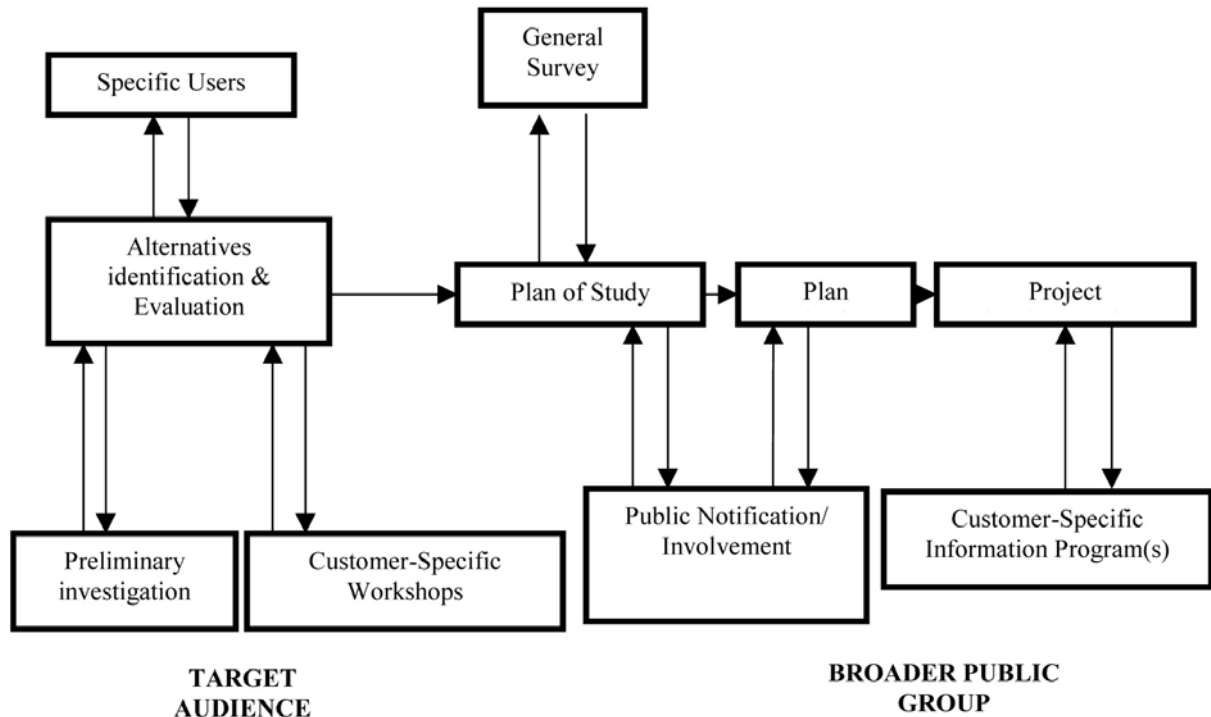 General
Survey
Specific Users
Alternatives
identification &
Evaluation
Plan of Study
Plan
Project
Public Notification/
Involvement
Customer-Specific
Information Program(s)
Preliminary
investigation
Customer-Specific
Workshops
TARGET
AUDIENCE
BROADER PUBLIC
GROUP